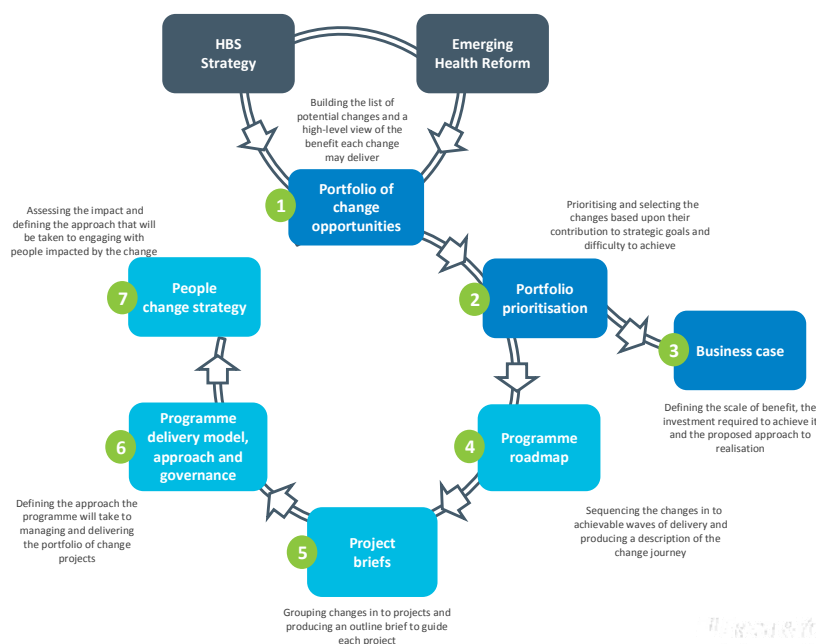 HBS
Strategy
Emerging
Health Reform
Building the list of
potential changes and a
high-level view of the
benefit each change
may deliver
1
Portfolio of
change
opportunities
Prioritising and selecting the
changes based upon their
contribution to strategic goals and
difficulty to achieve
2
Portfolio
prioritisation
3
Business case
Defining the scale of benefit, the
investment required to achieve it
and the proposed approach to
realisation
4
Programme
roadmap
Sequencing the changes in to
achievable waves of delivery and
producing a description of the
change journey
5
Project
briefs
Grouping changes in to projects and
producing an outline brief to guide
each project
6
Programme
delivery model,
approach and
governance
Defining the approach the
programme will take to
managing and delivering
the portfolio of change
projects
Assessing the impact and
defining the approach that will
be taken to engaging with
people impacted by the change
7
People
change strategy